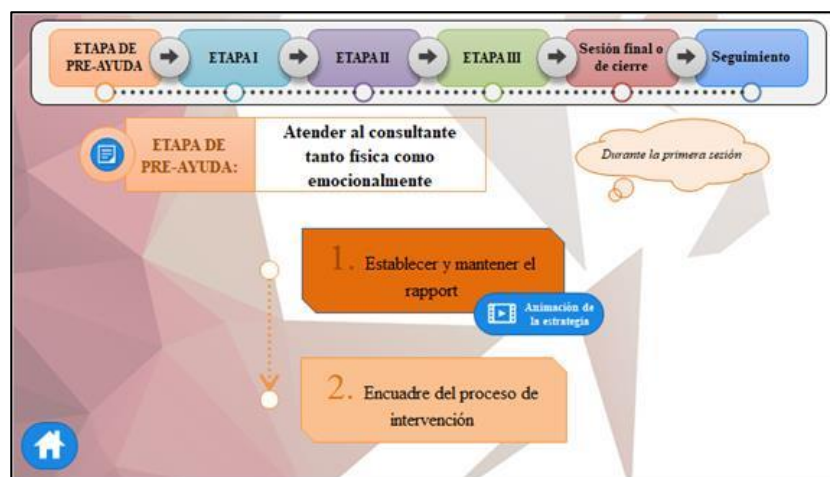 ETAPA DE
PRE-AYUDA
ETAPA I
ETAPA II
ETAPA III
Sesión final o
de cierre
Seguimiento
ETAPA DE
PRE-AYUDA:
Atender al consultante
tanto física como
emocionalmente
Durante la primera sesión
1. Establecer y mantener el
rapport
Animación de
la estrategia
2. Encuadre del proceso de
intervención